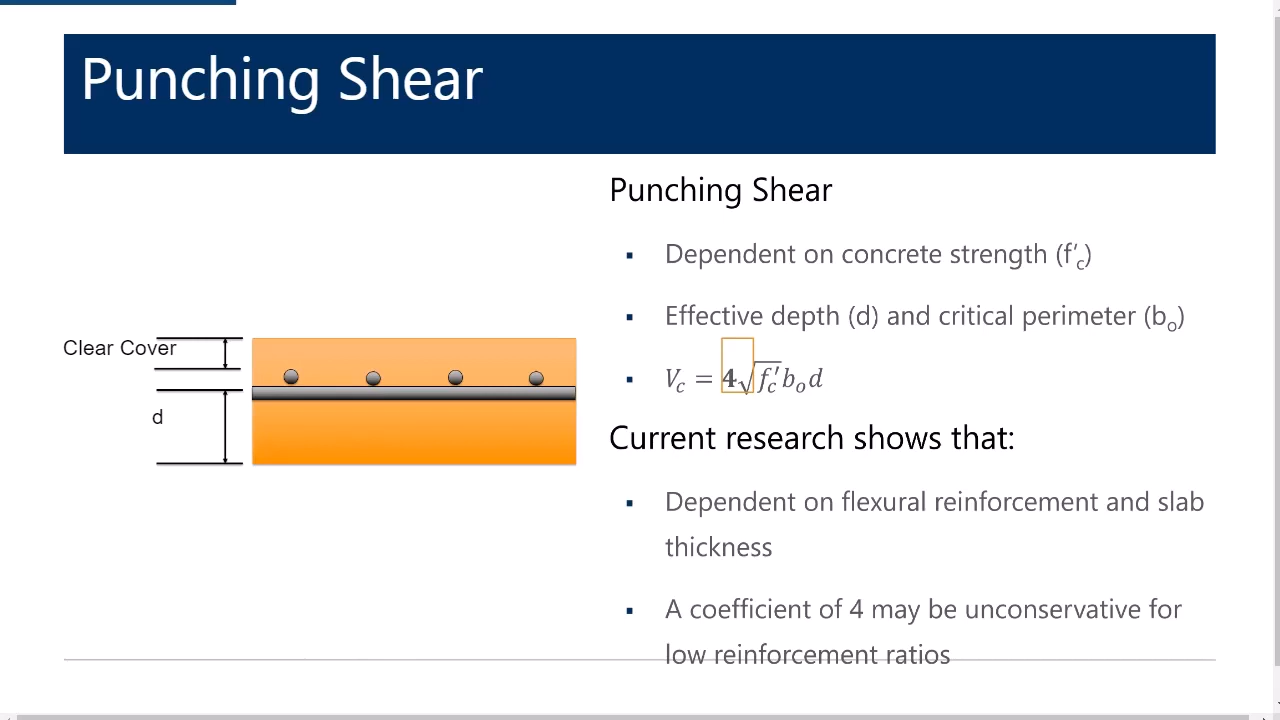 Punching Shear
Punching Shear
▪ Dependent on concrete strength (f′c)
▪ Effective depth (d) and critical perimeter (bo)
▪ Vc = 4√f′c bod
Clear Cover
d
Current research shows that:
▪ Dependent on flexural reinforcement and slab
thickness
▪ A coefficient of 4 may be unconservative for
low reinforcement ratios